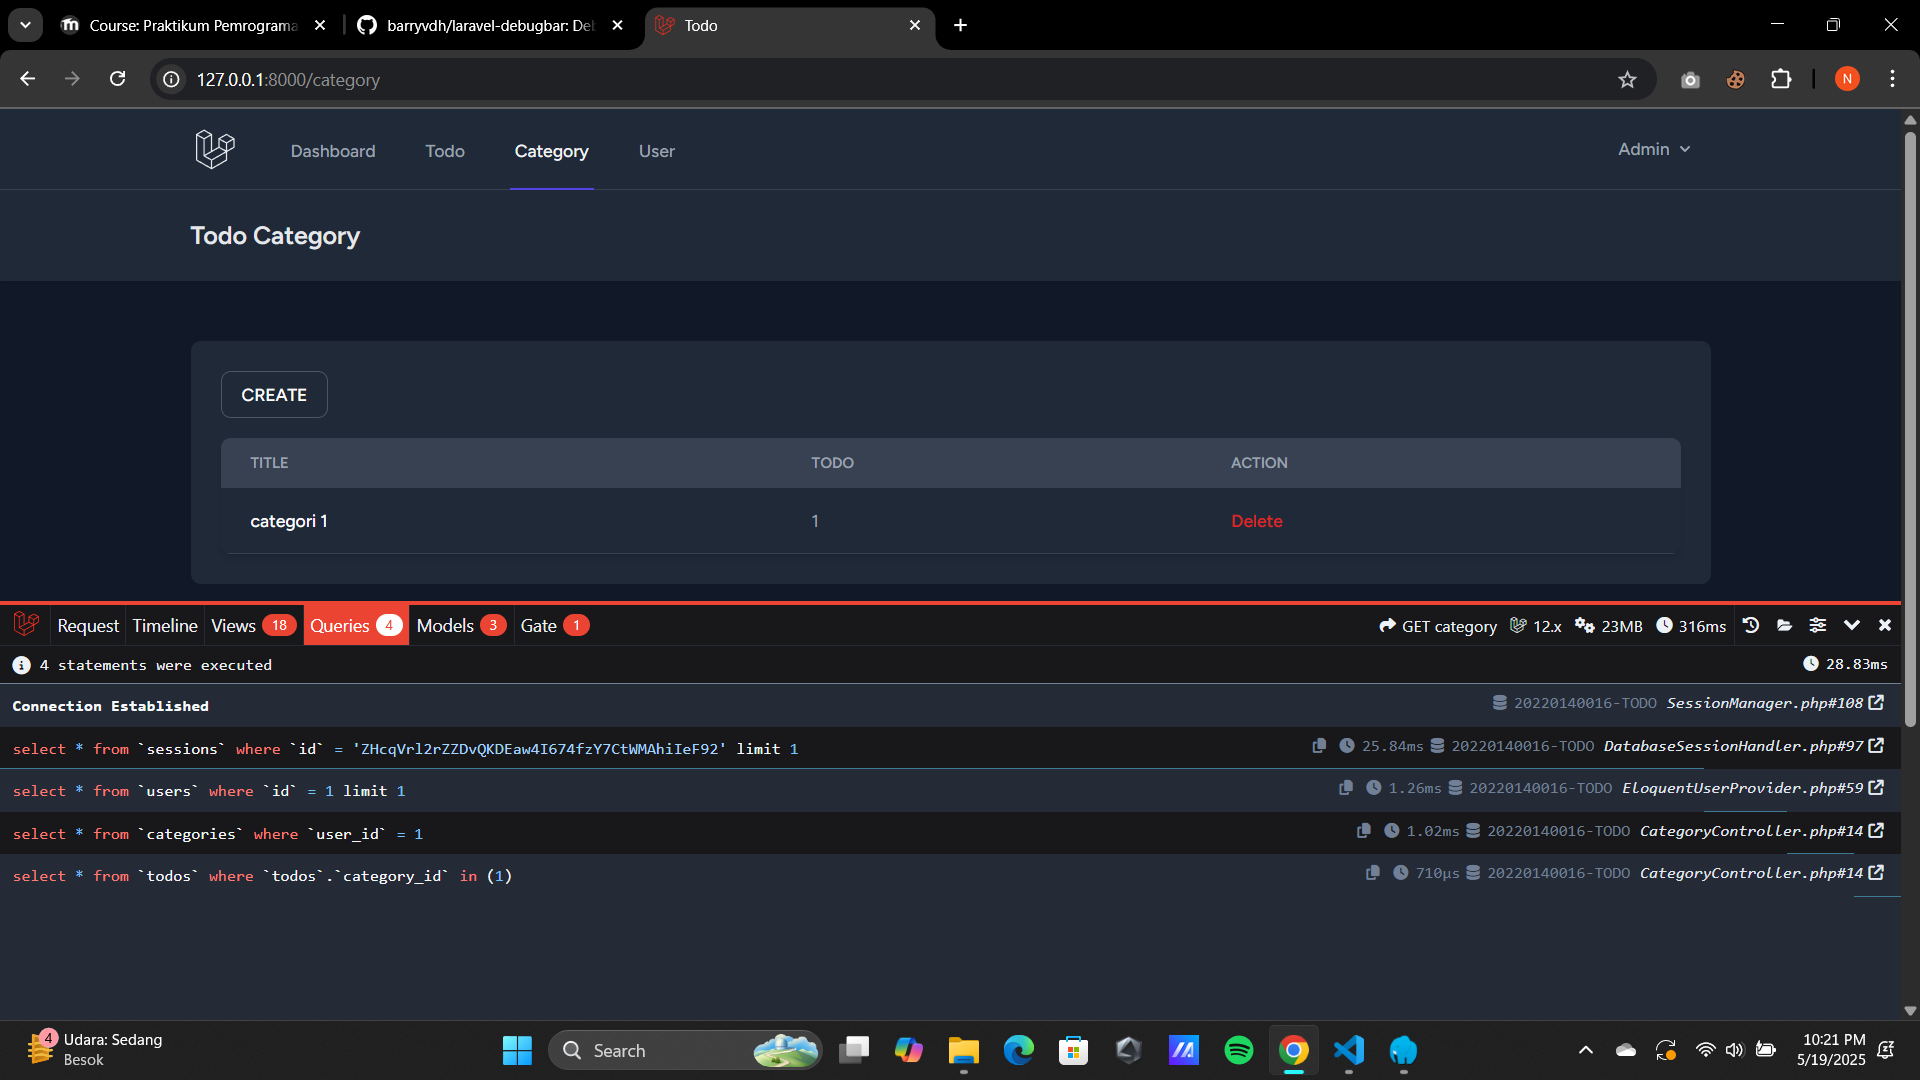 Course: Praktikum Pemrograma
barryvdh/laravel-debugbar: De
Todo
127.0.0.1:8000/category
N
Dashboard Todo Category User Admin
Todo Category
CREATE
TITLE TODO ACTION
categori 1 1 Delete
Request Timeline Views 18 Queries 4 Models 3 Gate 1 GET category 12.x 23MB 316ms
4 statements were executed 28.83ms
Connection Established 20220140016-TODO SessionManager.php#108
select * from `sessions` where `id` = 'ZHcqVrl2rZZDvQKDEaw4I674fzY7CtWMAhiIeF92' limit 1 25.84ms 20220140016-TODO DatabaseSessionHandler.php#97
select * from `users` where `id` = 1 limit 1 1.26ms 20220140016-TODO EloquentUserProvider.php#59
select * from `categories` where `user_id` = 1 1.02ms 20220140016-TODO CategoryController.php#14
select * from `todos` where `todos`.`category_id` in (1) 710μs 20220140016-TODO CategoryController.php#14
4
Udara: Sedang
Besok
Search
10:21 PM
5/19/2025